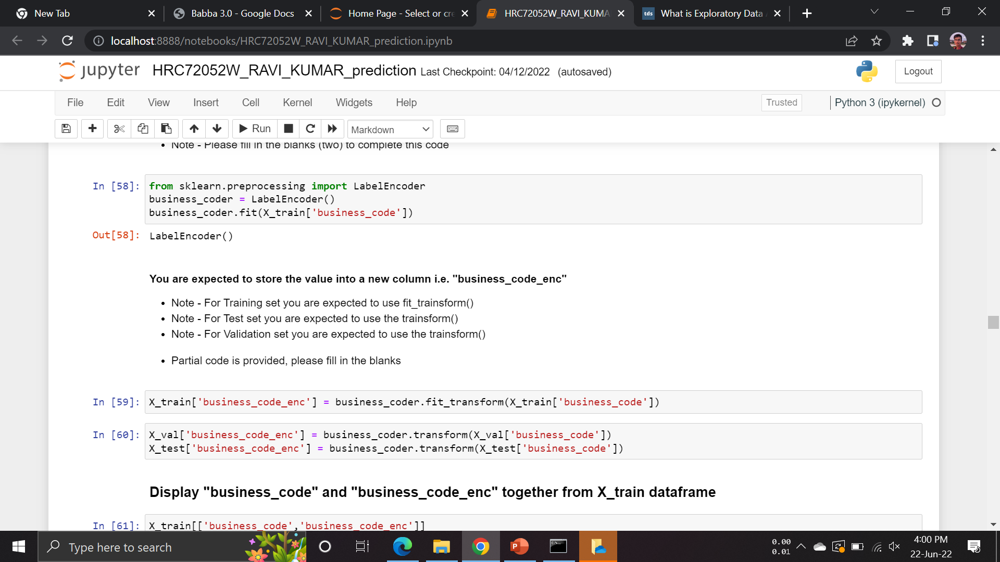 New Tab
Babba 3.0 - Google Docs
Home Page - Select or cre
HRC72052W_RAVI_KUMA
tds What is Exploratory Data
localhost:8888/notebooks/HRC72052W_RAVI_KUMAR_prediction.ipynb
jupyter HRC72052W_RAVI_KUMAR_prediction Last Checkpoint: 04/12/2022 (autosaved)
Logout
File Edit View Insert Cell Kernel Widgets Help
Trusted
Python 3 (ipykernel)
Run
Markdown
• Note - Please fill in the blanks (two) to complete this code
In [58]: from sklearn.preprocessing import LabelEncoder
business_coder = LabelEncoder()
business_coder.fit(X_train['business_code'])
Out[58]: LabelEncoder()
You are expected to store the value into a new column i.e. "business_code_enc"
• Note - For Training set you are expected to use fit_trainsform()
• Note - For Test set you are expected to use the trainsform()
• Note - For Validation set you are expected to use the trainsform()
• Partial code is provided, please fill in the blanks
In [59]: X_train['business_code_enc'] = business_coder.fit_transform(X_train['business_code'])
In [60]: X_val['business_code_enc'] = business_coder.transform(X_val['business_code'])
X_test['business_code_enc'] = business_coder.transform(X_test['business_code'])
Display "business_code" and "business_code_enc" together from X_train dataframe
In [61]: X_train[['business_code','business_code_enc']]
Type here to search
0.00
0.01
4:00 PM
22-Jun-22